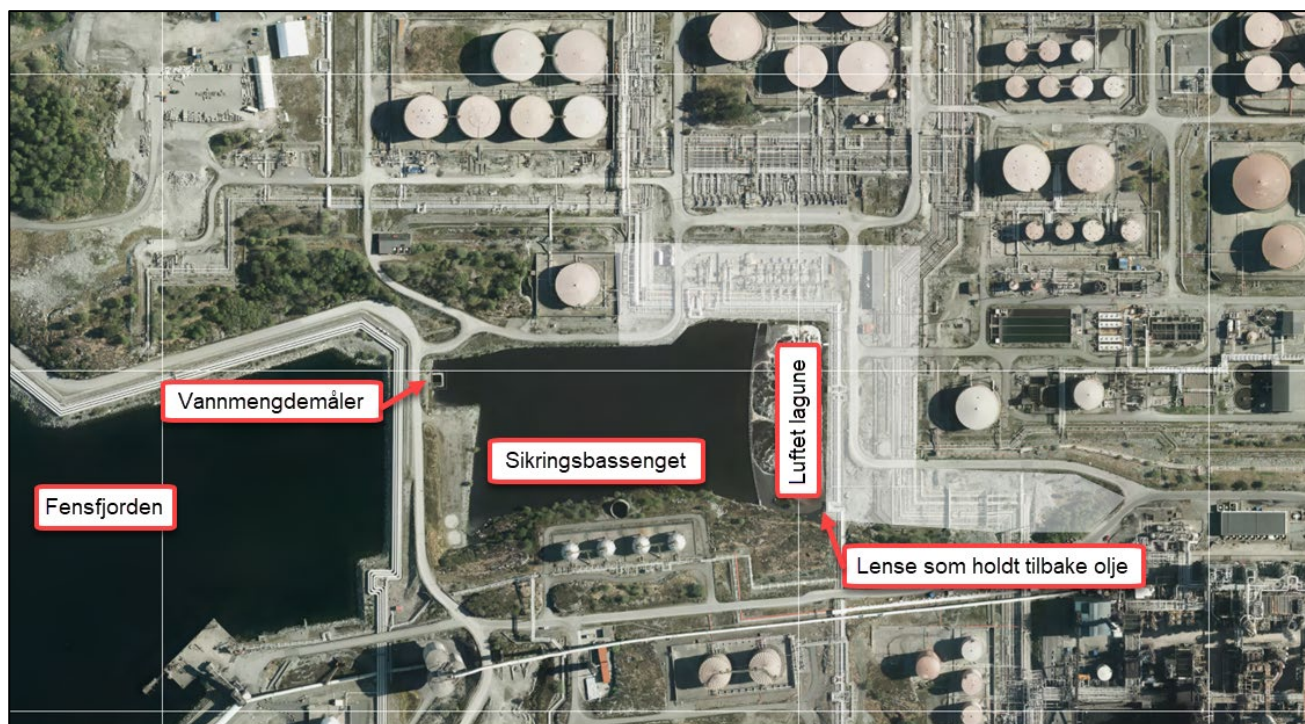 Vannmengdemåler
Luftet lagune
Sikringsbassenget
Fensfjorden
Lense som holdt tilbake olje